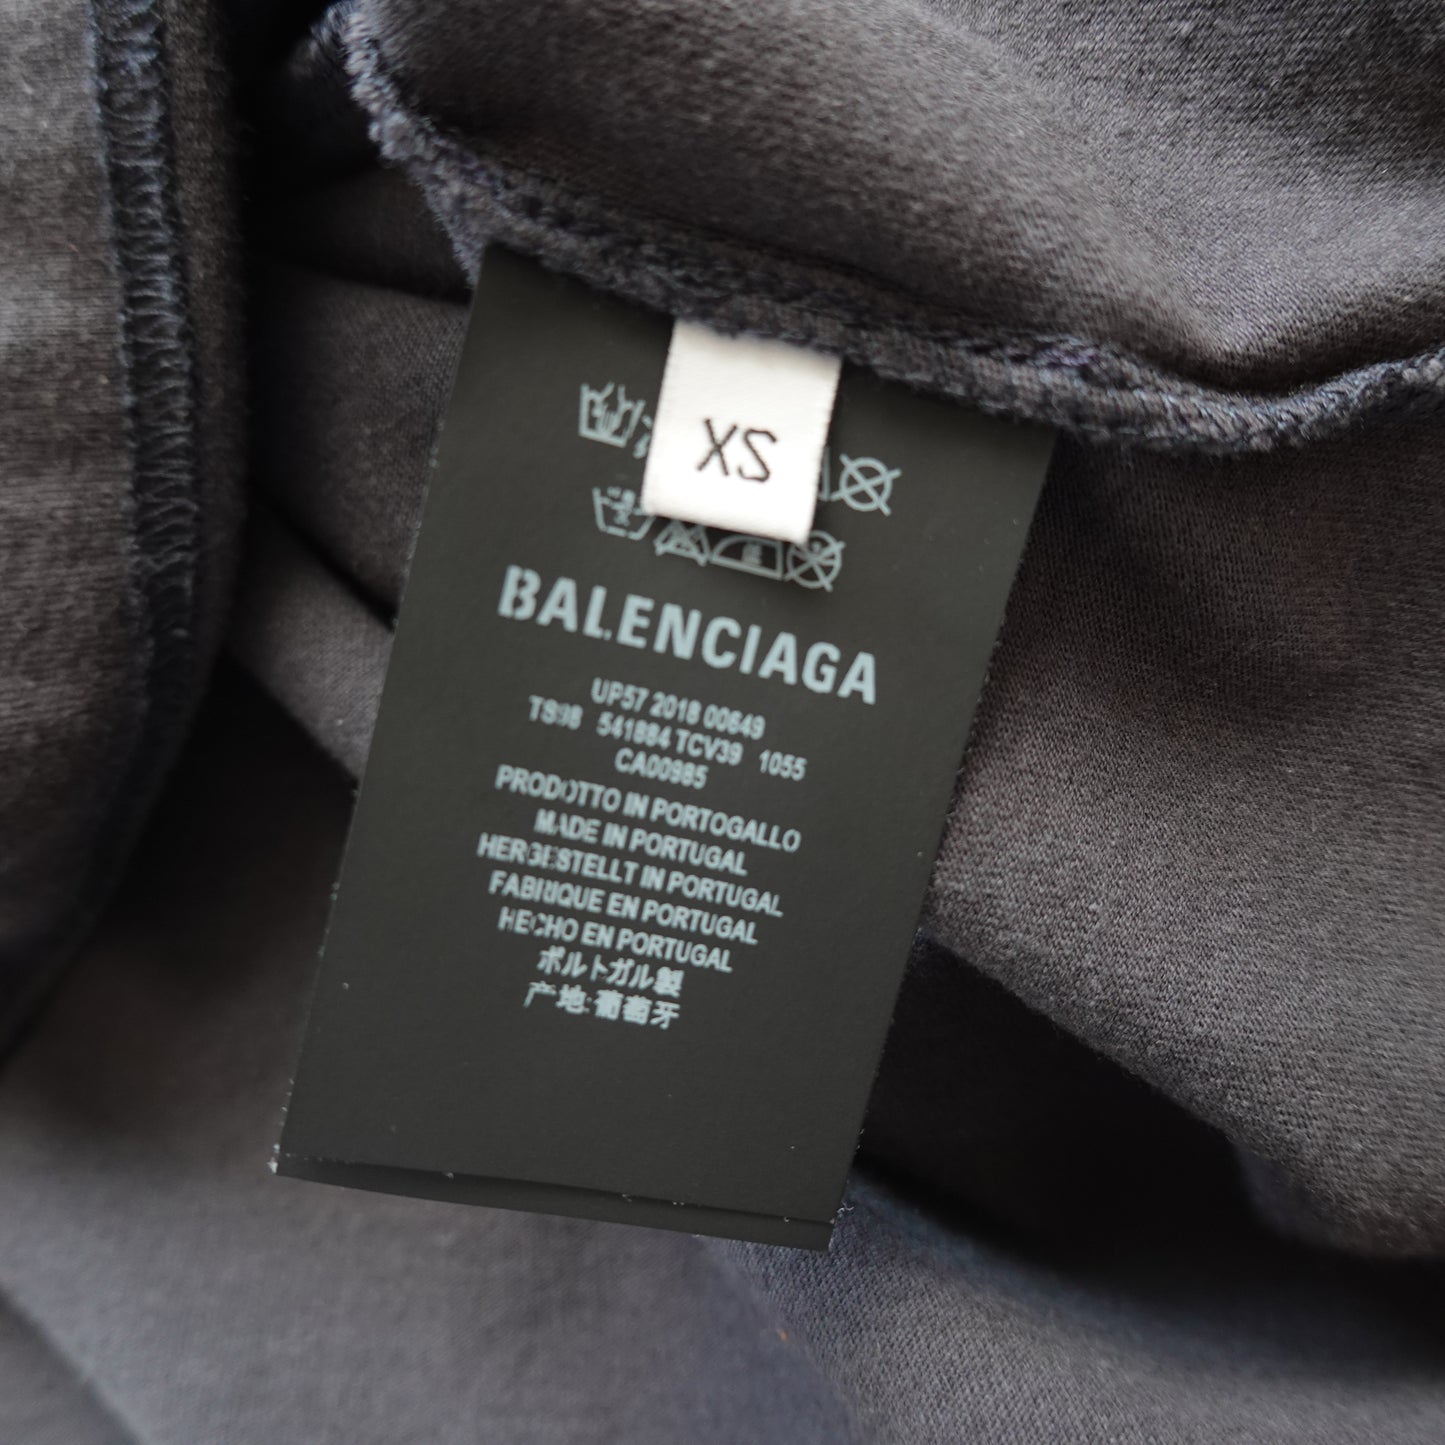 XS
BALENCIAGA
UP57 2018 00649
541884 TCV39 1055
CA00985
PRODOTTO IN PORTOGALLO
MADE IN PORTUGAL
HERGESTELLT IN PORTUGAL
FABRIQUE EN PORTUGAL
HECHO EN PORTUGAL
ポルトガル製
产地:葡萄牙